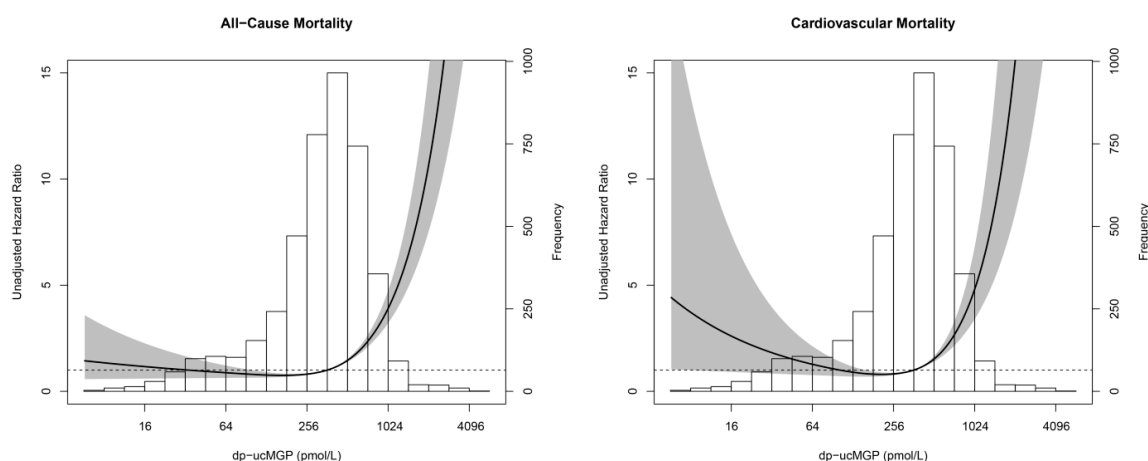 All−Cause Mortality
Unadjusted Hazard Ratio
15
10
5
0
1000
750
500
250
0
Frequency
16 64 256 1024 4096
dp−ucMGP (pmol/L)
Cardiovascular Mortality
Unadjusted Hazard Ratio
15
10
5
0
1000
750
500
250
0
Frequency
16 64 256 1024 4096
dp−ucMGP (pmol/L)